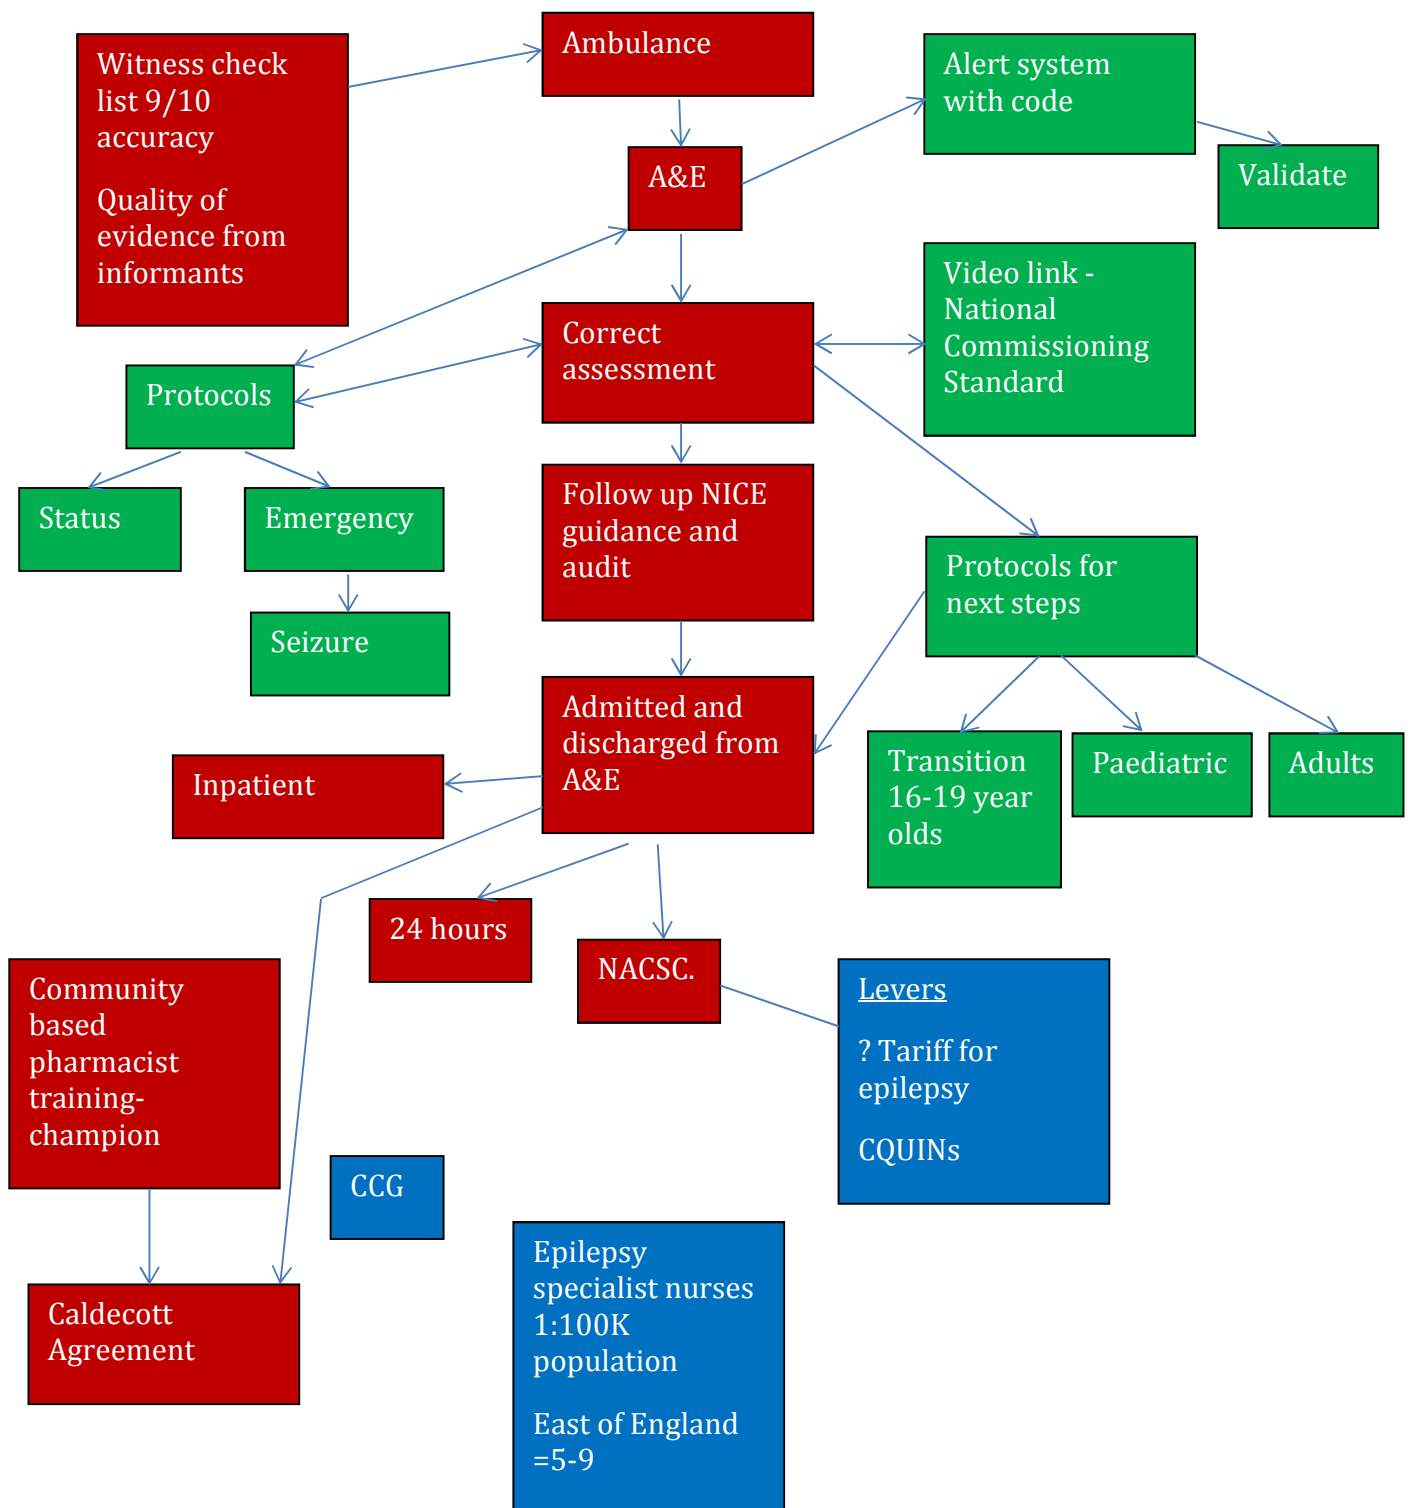 Witness check
list 9/10
accuracy
Quality of
evidence from
informants
Ambulance
Alert system
with code
A&E
Validate
Video link -
National
Commissioning
Standard
Correct
assessment
Protocols
Status
Emergency
Seizure
Follow up NICE
guidance and
audit
Protocols for
next steps
Admitted and
discharged from
A&E
Transition
16-19 year
olds
Paediatric
Adults
Inpatient
24 hours
NACSC.
Levers
? Tariff for
epilepsy
CQUINs
Community
based
pharmacist
training-
champion
CCG
Caldecott
Agreement
Epilepsy
specialist nurses
1:100K
population
East of England
=5-9